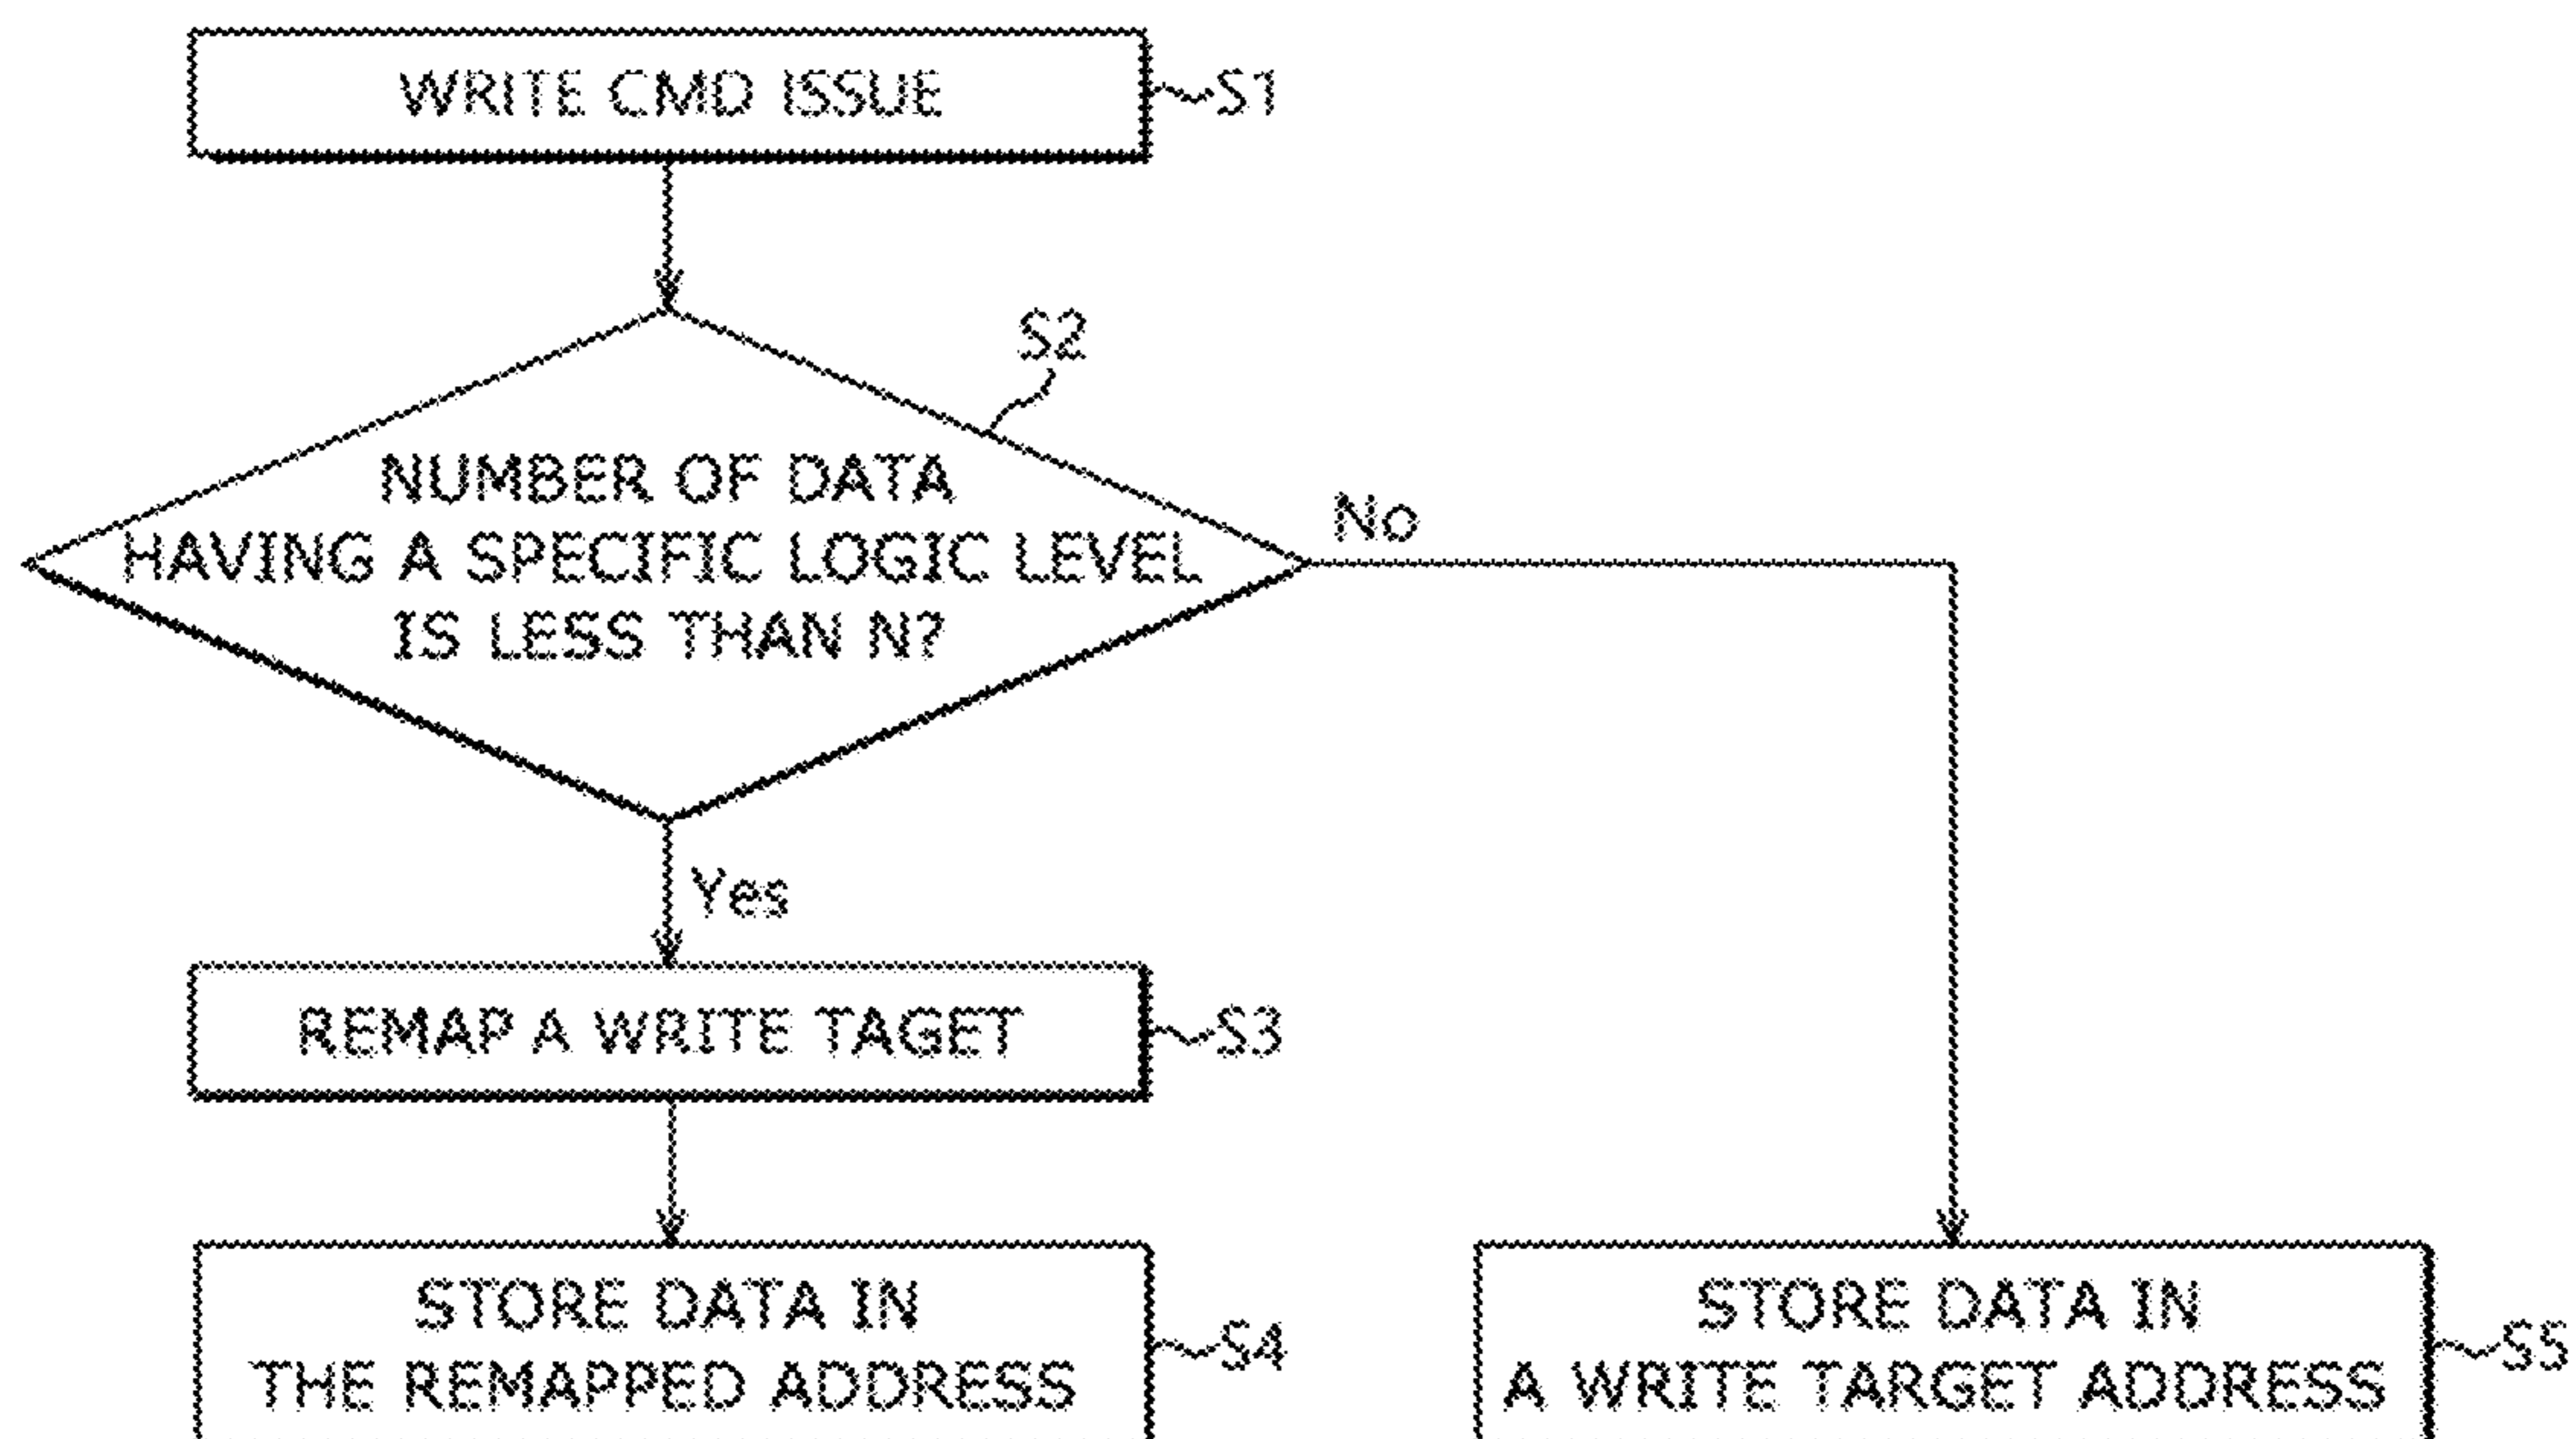 WRITE CMD ISSUE
S1
S2
NUMBER OF DATA
HAVING A SPECIFIC LOGIC LEVEL
IS LESS THAN N?
No
Yes
REMAP A WRITE TAGET
S3
STORE DATA IN
THE REMAPPED ADDRESS
S4
STORE DATA IN
A WRITE TARGET ADDRESS
S5